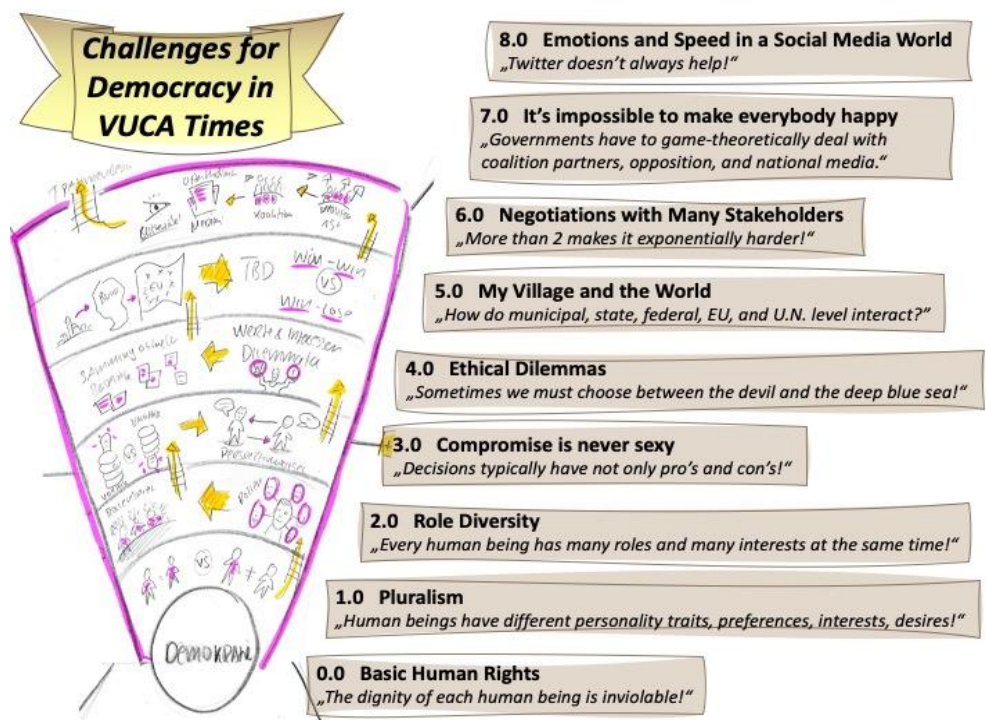 Challenges for
Democracy in
VUCA Times
8.0 Emotions and Speed in a Social Media World
„Twitter doesn't always help!“
7.0 It's impossible to make everybody happy
„Governments have to game-theoretically deal with
coalition partners, opposition, and national media.“
6.0 Negotiations with Many Stakeholders
„More than 2 makes it exponentially harder!“
5.0 My Village and the World
„How do municipal, state, federal, EU, and U.N. level interact?“
4.0 Ethical Dilemmas
„Sometimes we must choose between the devil and the deep blue sea!“
3.0 Compromise is never sexy
„Decisions typically have not only pro's and con's!“
2.0 Role Diversity
„Every human being has many roles and many interests at the same time!“
1.0 Pluralism
„Human beings have different personality traits, preferences, interests, desires!“
0.0 Basic Human Rights
„The dignity of each human being is inviolable!“
Koalition
EU
TBD
WIN-WIN
VS
WIN-LOSE
Dilemmata
Rollen
VS
DEMOKRATIE